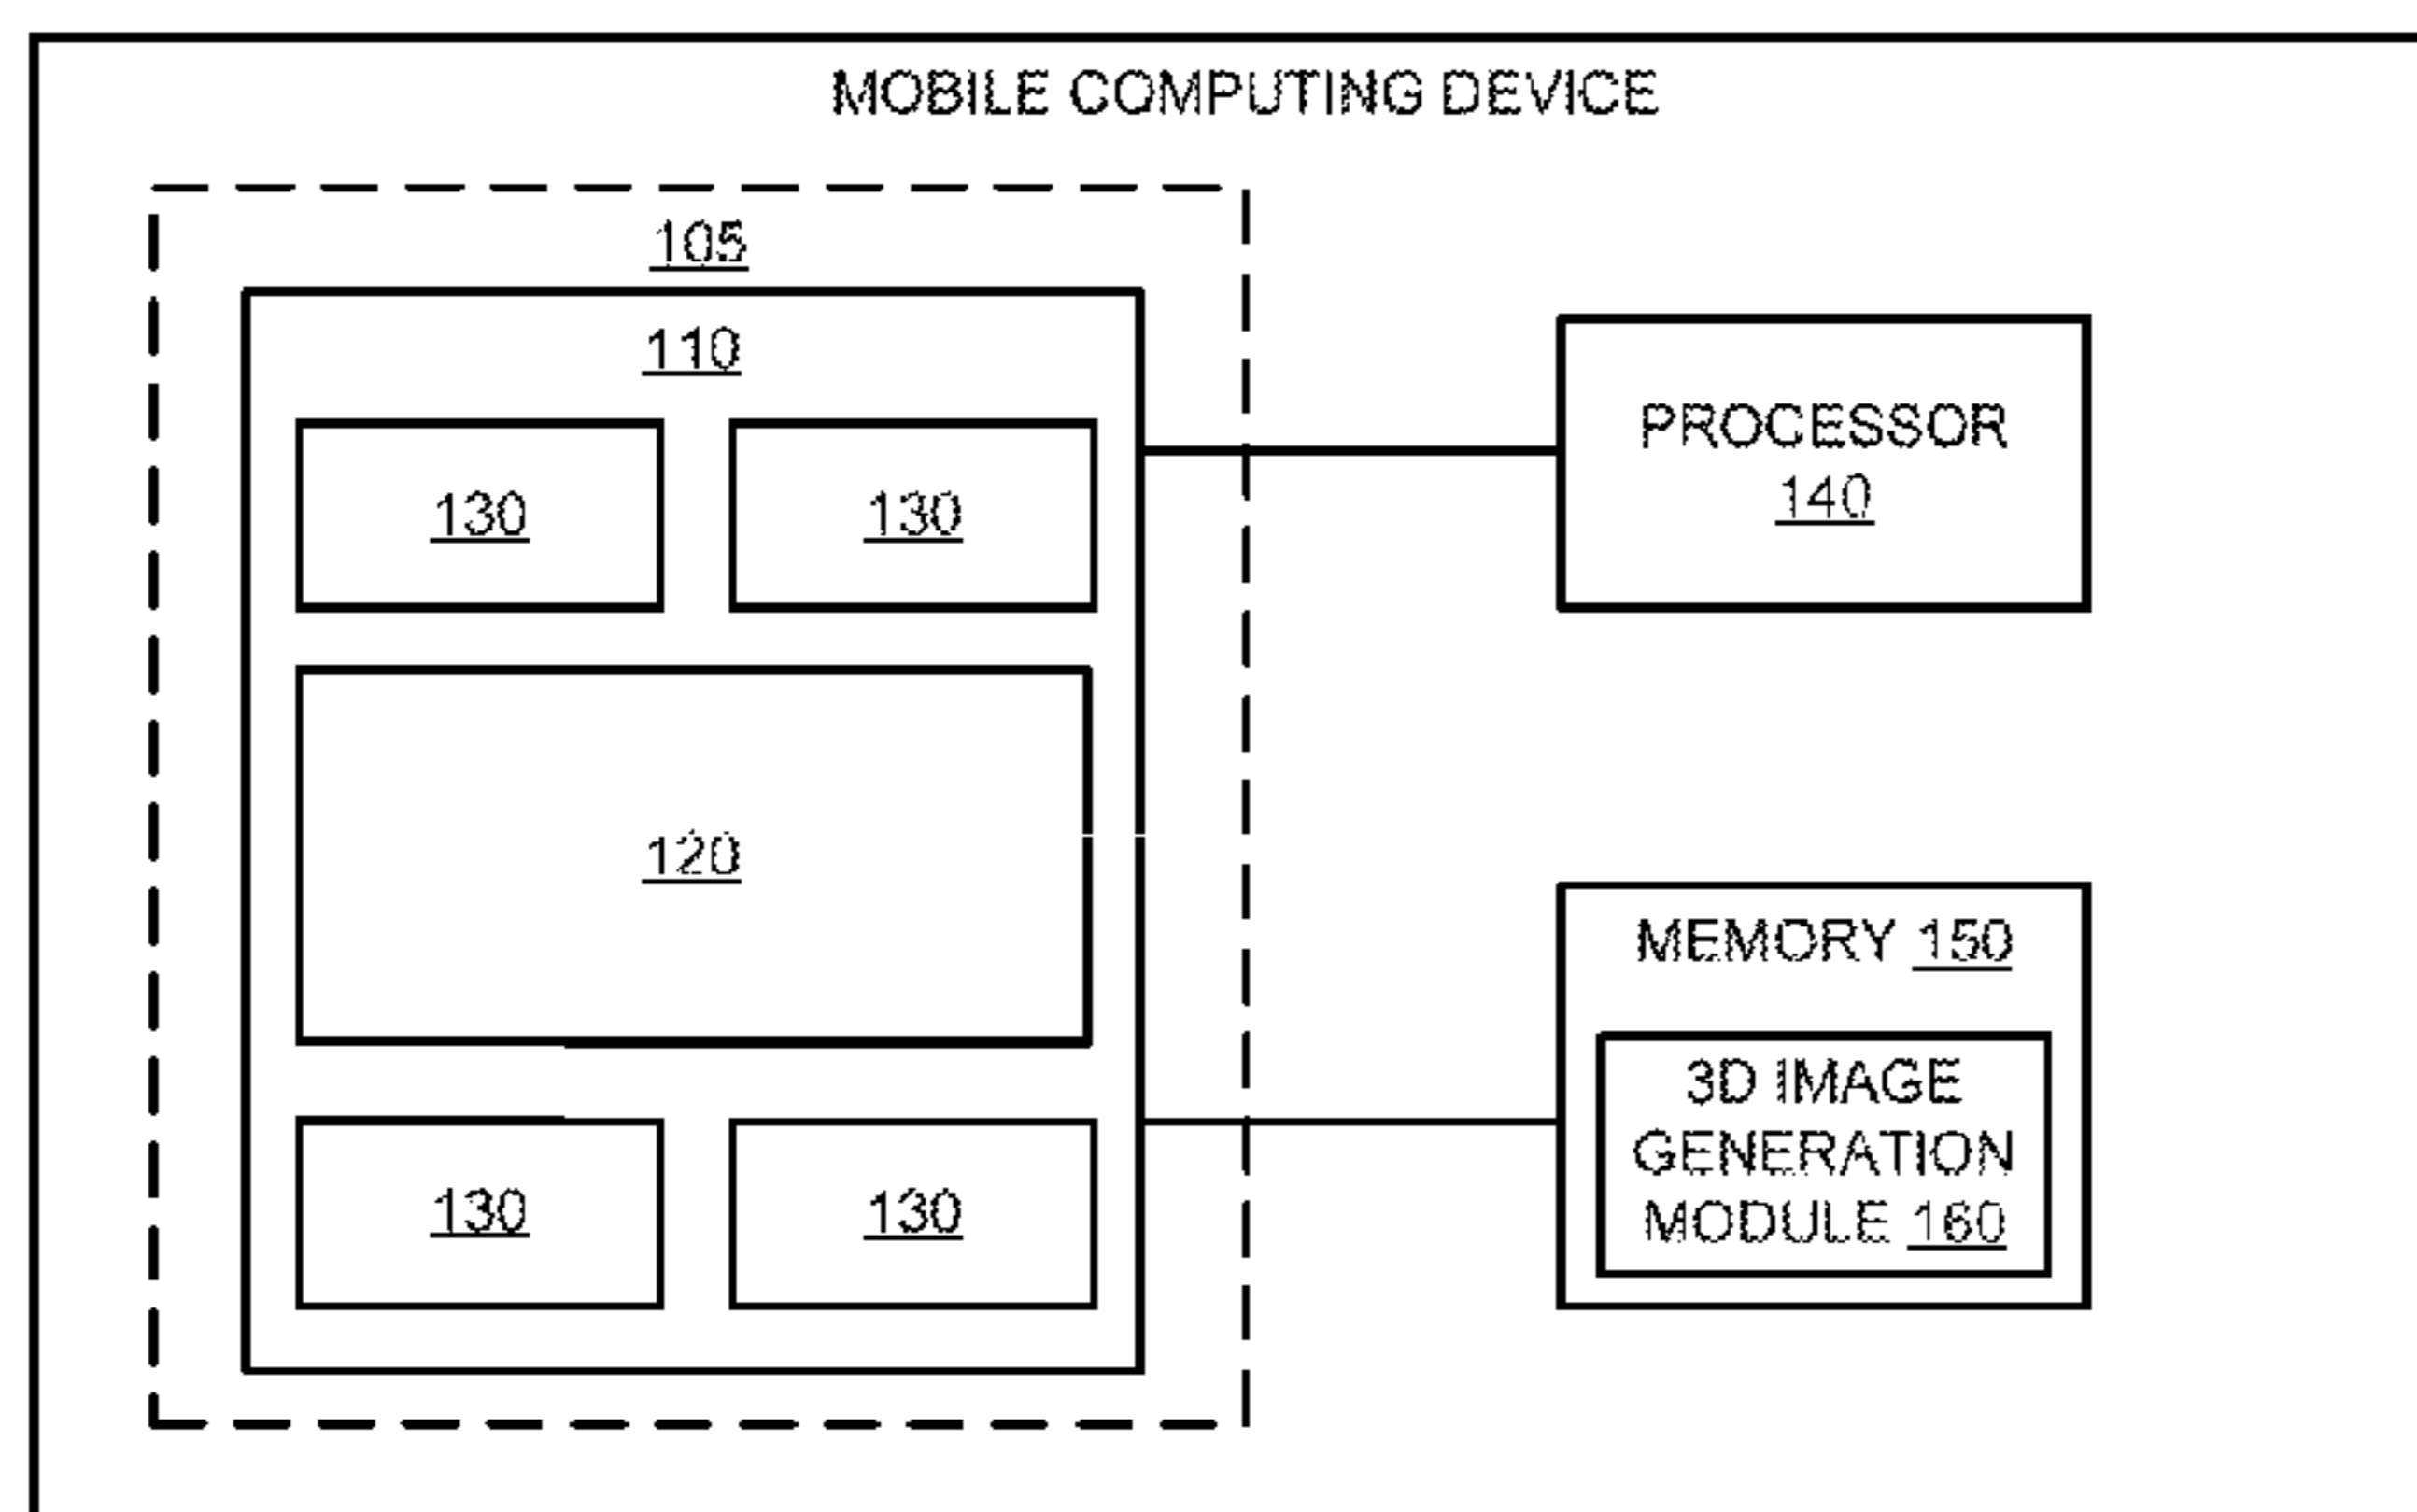 MOBILE COMPUTING DEVICE
105
110
130 130
PROCESSOR
140
120
MEMORY 150
3D IMAGE
GENERATION
MODULE 160
130 130